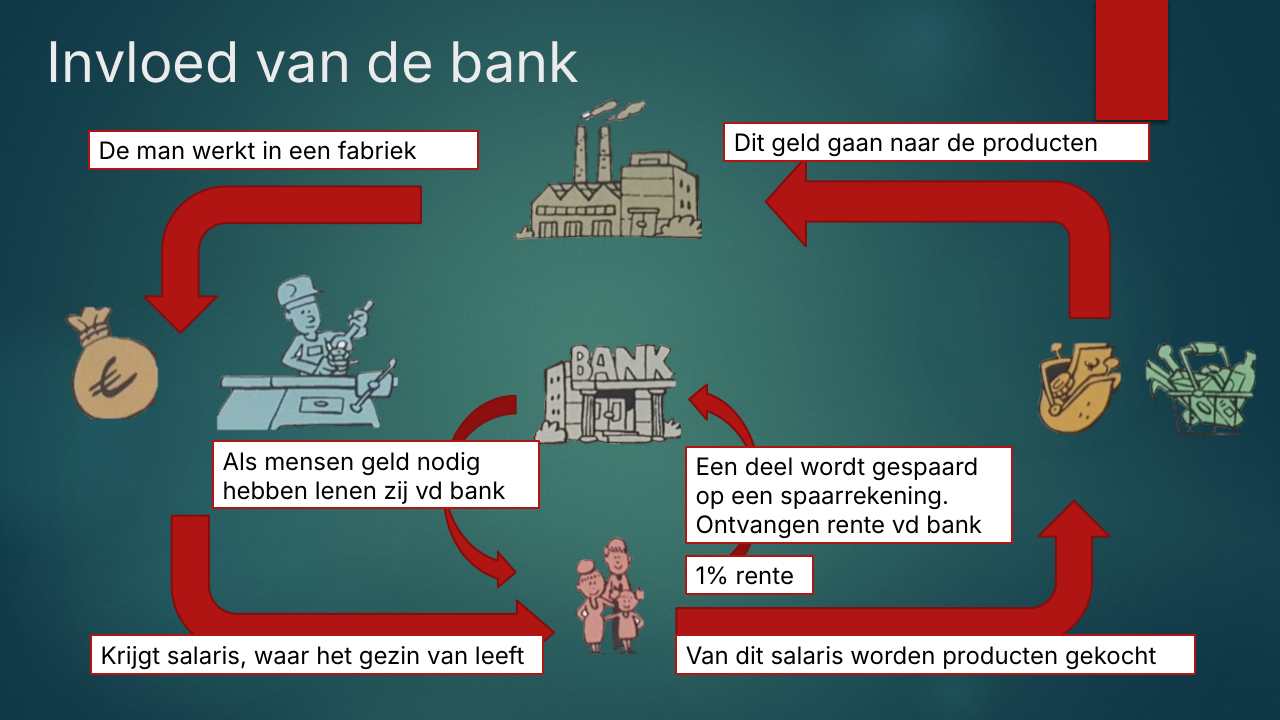 Invloed van de bank
De man werkt in een fabriek
Dit geld gaan naar de producten
€
BANK
Als mensen geld nodig
hebben lenen zij vd bank
Een deel wordt gespaard
op een spaarrekening.
Ontvangen rente vd bank
1% rente
Krijgt salaris, waar het gezin van leeft
Van dit salaris worden producten gekocht